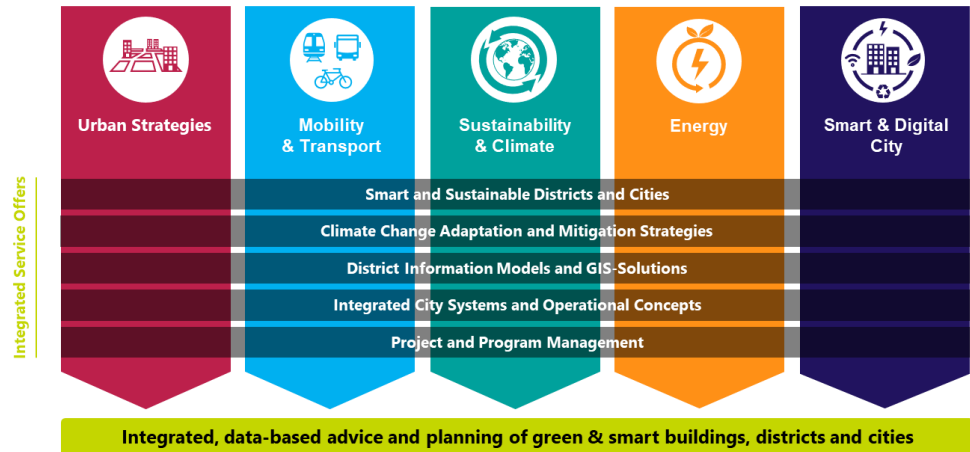 Urban Strategies
Mobility
& Transport
Sustainability
& Climate
Energy
Smart & Digital
City
Integrated Service Offers
Smart and Sustainable Districts and Cities
Climate Change Adaptation and Mitigation Strategies
District Information Models and GIS-Solutions
Integrated City Systems and Operational Concepts
Project and Program Management
Integrated, data-based advice and planning of green & smart buildings, districts and cities